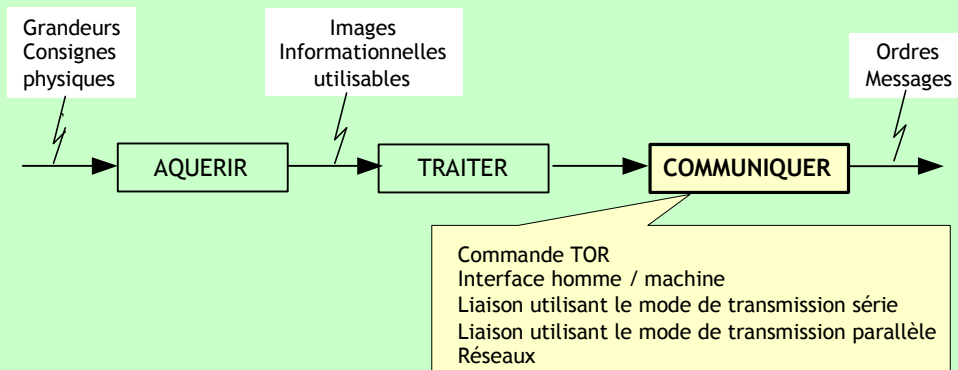 Grandeurs
Consignes
physiques
Images
Informationnelles
utilisables
Ordres
Messages
AQUERIR
TRAITER
COMMUNIQUER
Commande TOR
Interface homme / machine
Liaison utilisant le mode de transmission série
Liaison utilisant le mode de transmission parallèle
Réseaux